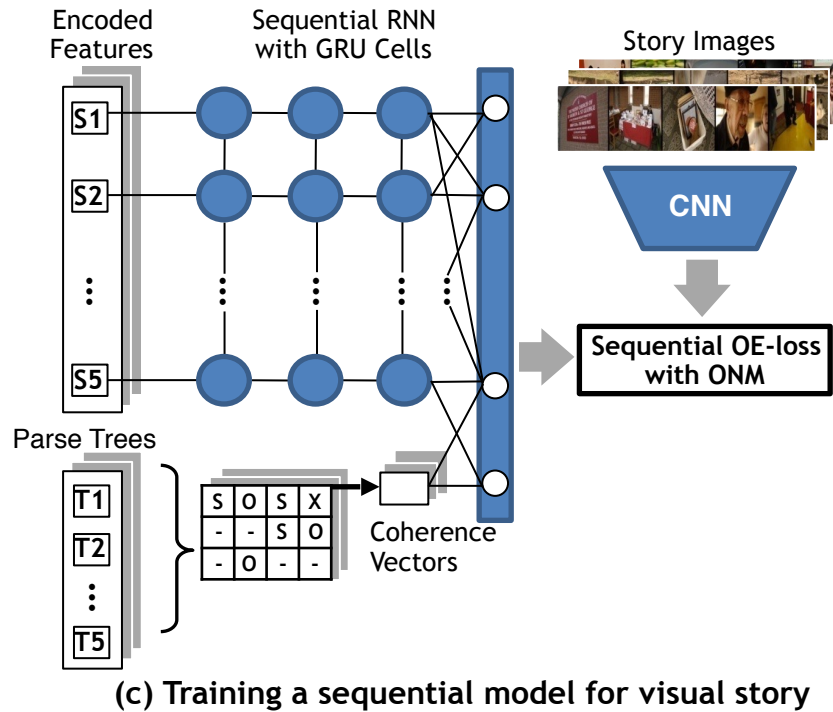 Encoded
Features
Sequential RNN
with GRU Cells
Story Images
S1
S2
S5
CNN
Sequential OE-loss
with ONM
Parse Trees
T1
T2
T5
S O S X
- - S O
- O - -
Coherence
Vectors
(c) Training a sequential model for visual story